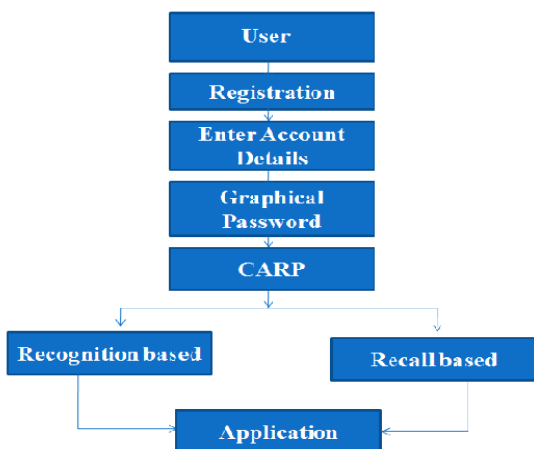 User
Registration
Enter Account
Details
Graphical
Password
CARP
Recognition based
Recall based
Application